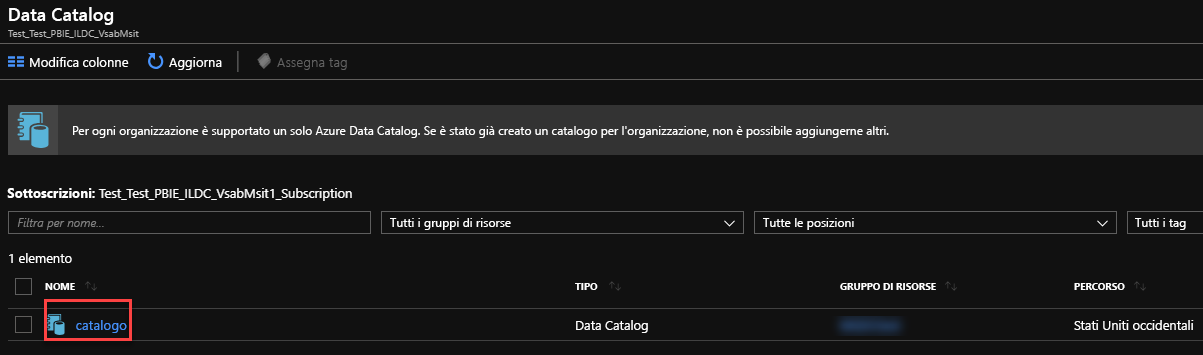 Data Catalog
Test_Test_PBIE_ILDC_VsabMsit
Modifica colonne Aggiorna Assegna tag
Per ogni organizzazione è supportato un solo Azure Data Catalog. Se è stato già creato un catalogo per l'organizzazione, non è possibile aggiungerne altri.
Sottoscrizioni: Test_Test_PBIE_ILDC_VsabMsit1_Subscription
Filtra per nome... Tutti i gruppi di risorse Tutte le posizioni Tutti i tag
1 elemento
NOME TIPO GRUPPO DI RISORSE PERCORSO
catalogo Data Catalog Stati Uniti occidentali